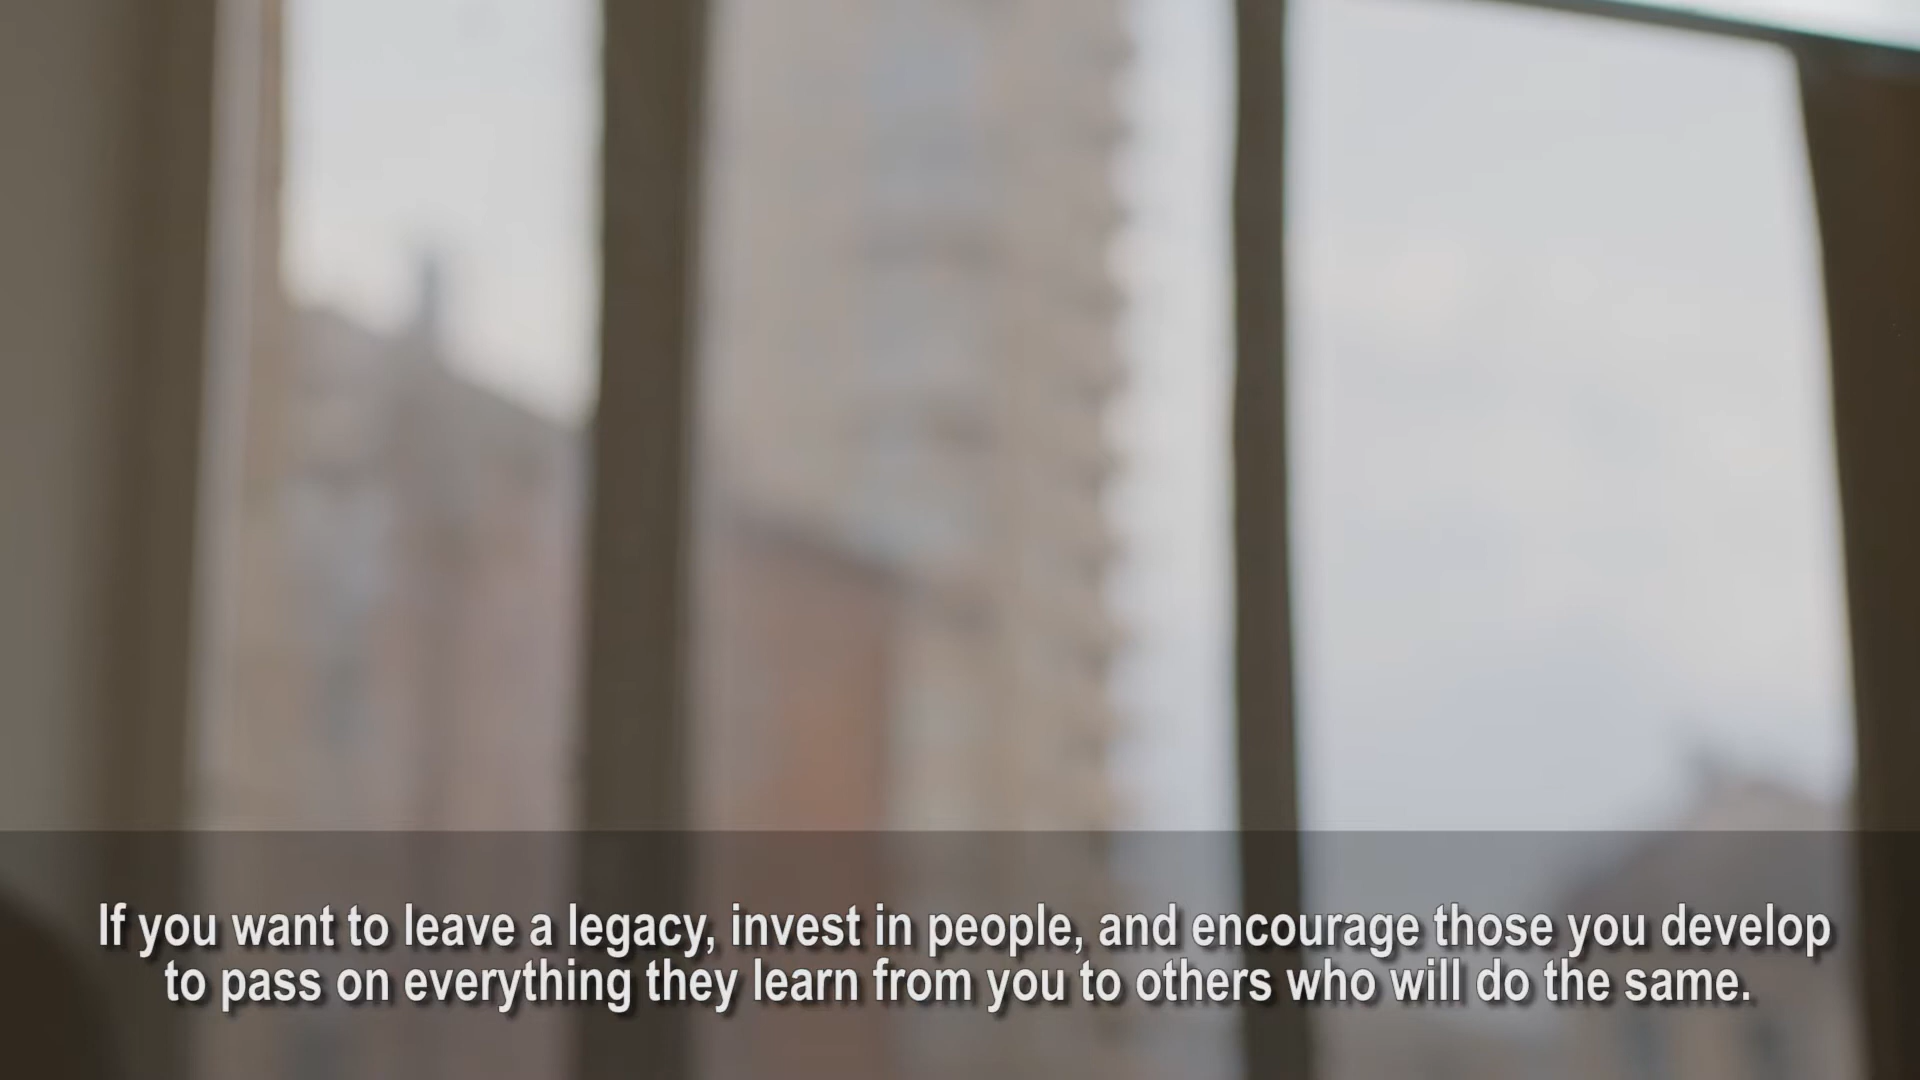 If you want to leave a legacy, invest in people, and encourage those you develop
to pass on everything they learn from you to others who will do the same.